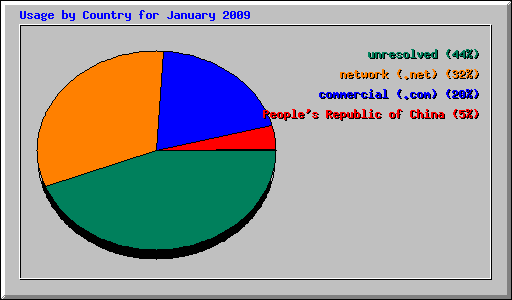 Usage by Country for January 2009
unresolved (44%)
network (.net) (32%)
commercial (.com) (20%)
People's Republic of China (5%)